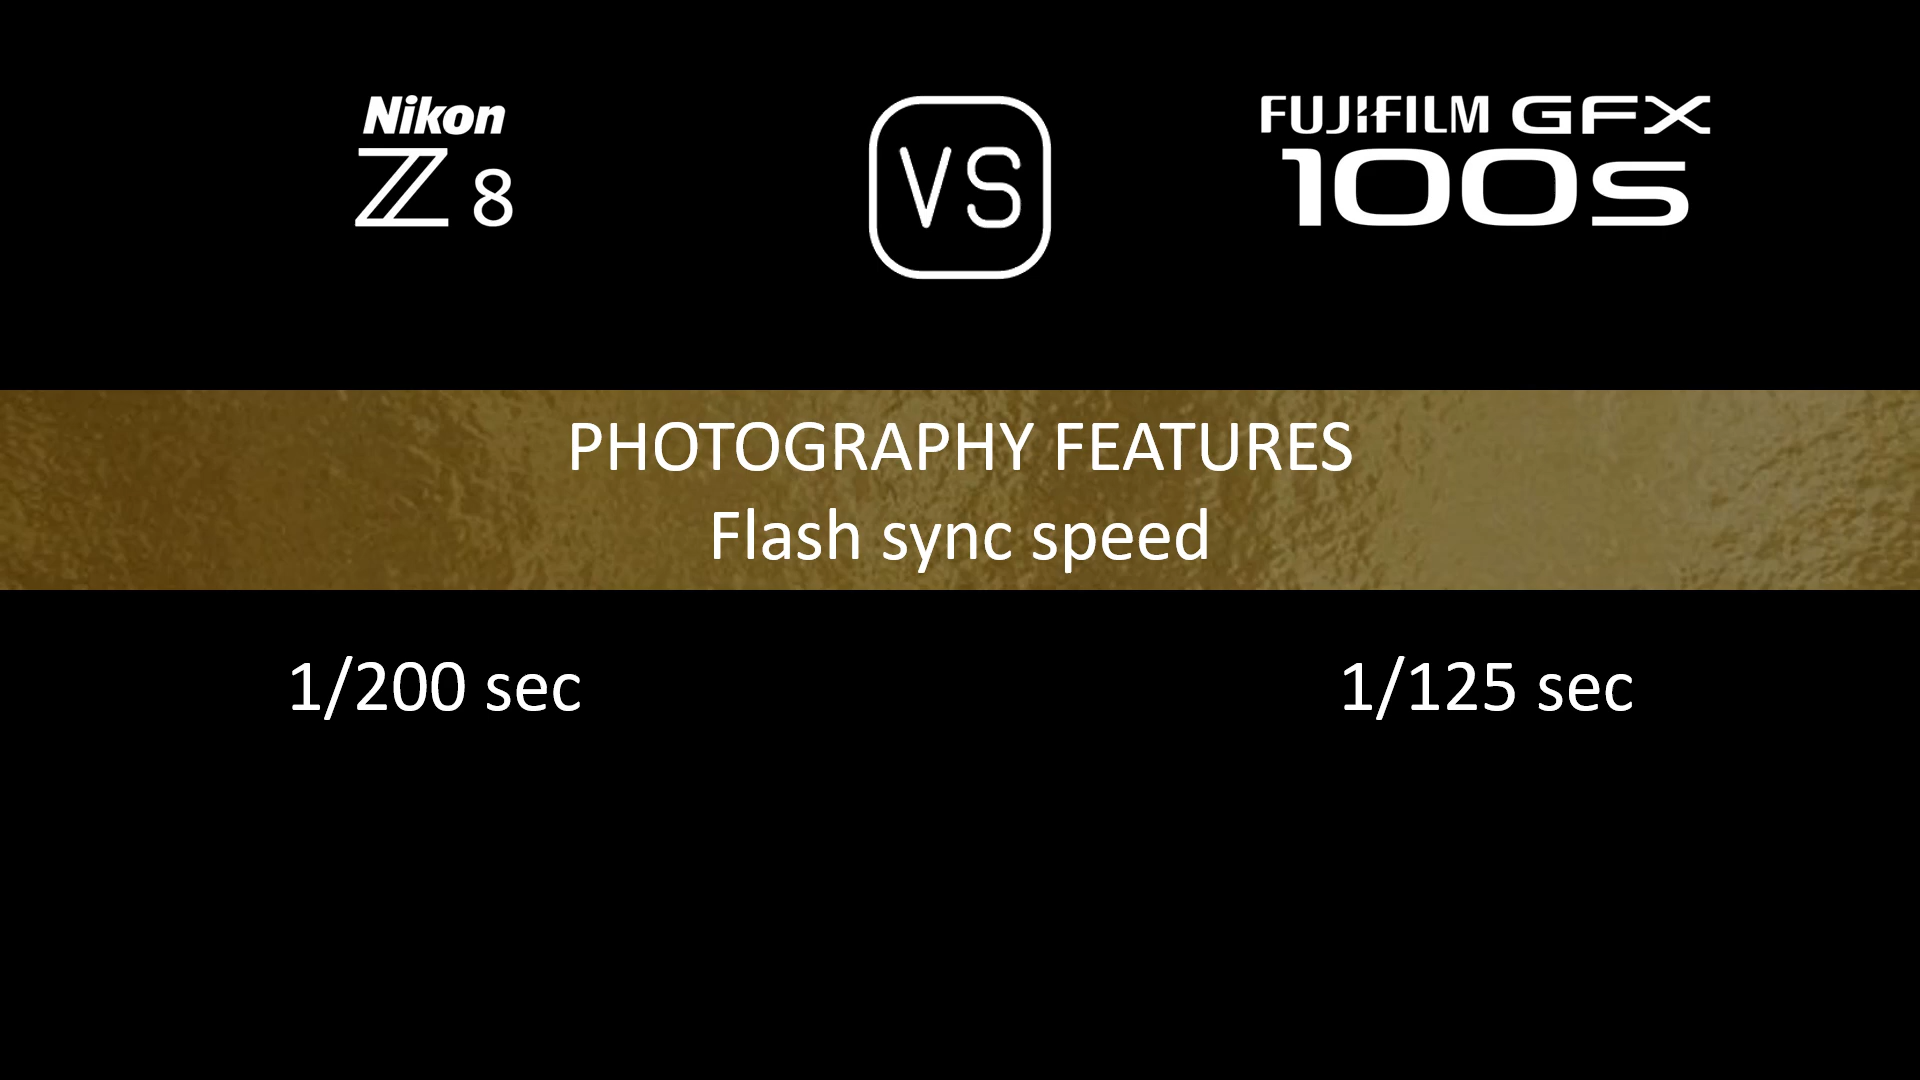 Nikon
Z 8
VS
FUJIFILM GFX
100S
PHOTOGRAPHY FEATURES
Flash sync speed
1/200 sec
1/125 sec